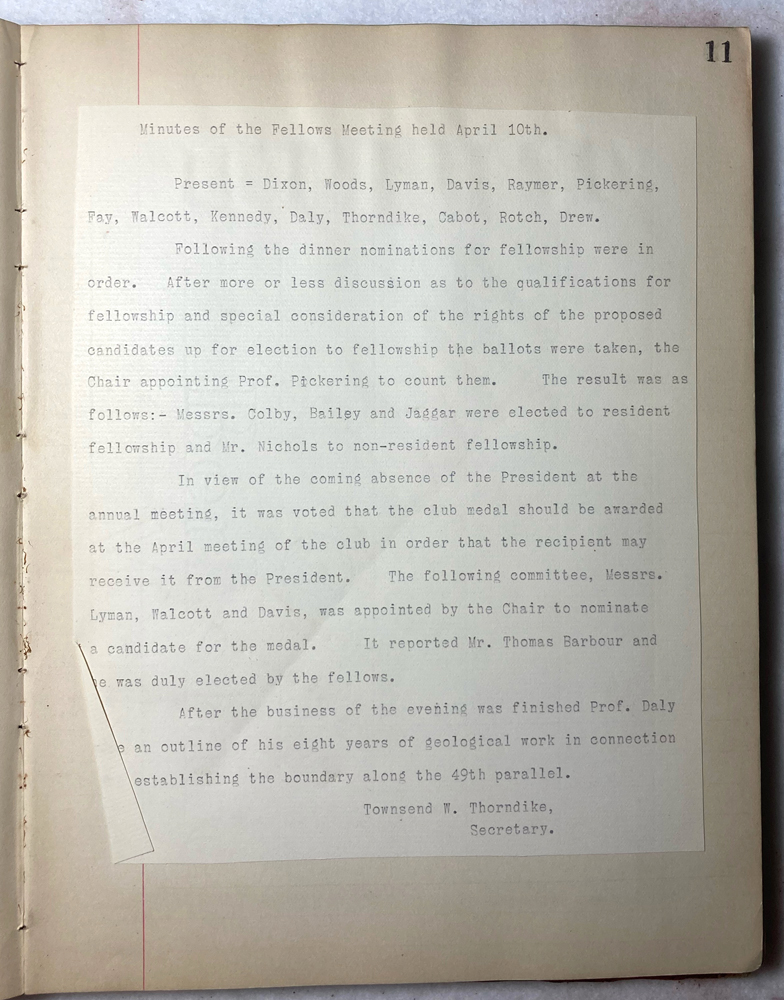 11
Minutes of the Fellows Meeting held April 10th.
Present = Dixon, Woods, Lyman, Davis, Raymer, Pickering,
Fay, Walcott, Kennedy, Daly, Thorndike, Cabot, Rotch, Drew.
Following the dinner nominations for fellowship were in
order. After more or less discussion as to the qualifications for
fellowship and special consideration of the rights of the proposed
candidates up for election to fellowship the ballots were taken, the
Chair appointing Prof. Pickering to count them. The result was as
follows:- Messrs. Colby, Bailey and Jaggar were elected to resident
fellowship and Mr. Nichols to non-resident fellowship.
In view of the coming absence of the President at the
annual meeting, it was voted that the club medal should be awarded
at the April meeting of the club in order that the recipient may
receive it from the President. The following committee, Messrs.
Lyman, Walcott and Davis, was appointed by the Chair to nominate
a candidate for the medal. It reported Mr. Thomas Barbour and
e was duly elected by the fellows.
After the business of the evening was finished Prof. Daly
e an outline of his eight years of geological work in connection
establishing the boundary along the 49th parallel.
Townsend W. Thorndike,
Secretary.